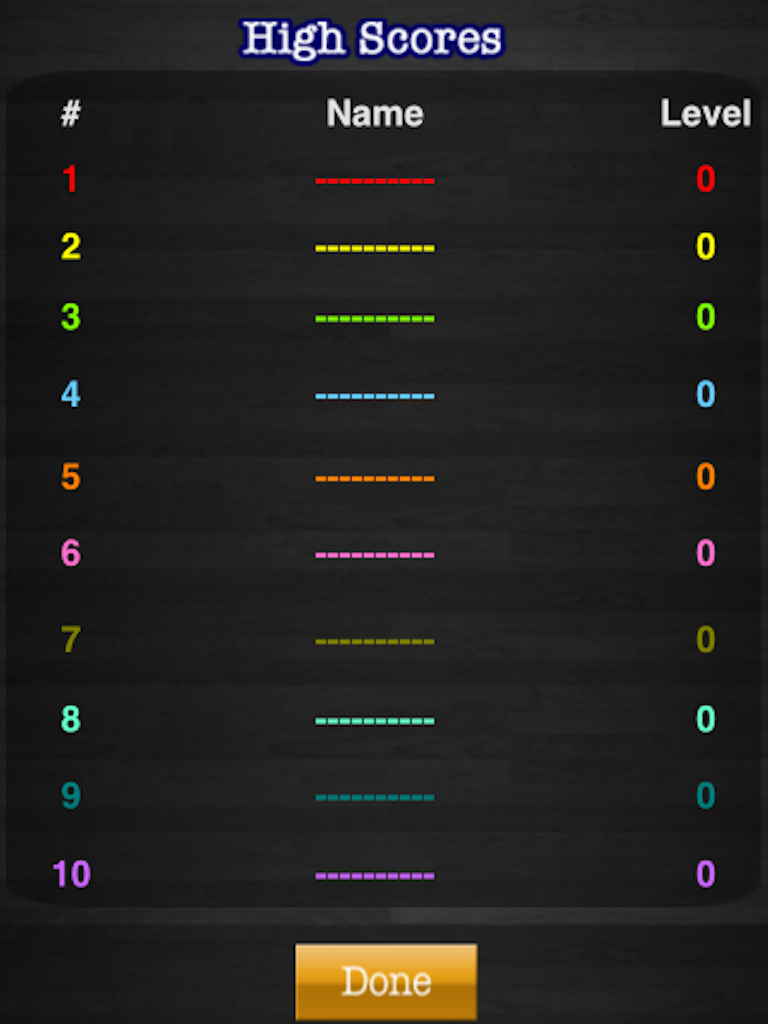 High Scores
# Name Level
1 ---------- 0
2 ---------- 0
3 ---------- 0
4 ---------- 0
5 ---------- 0
6 ---------- 0
7 ---------- 0
8 ---------- 0
9 ---------- 0
10 ---------- 0
Done